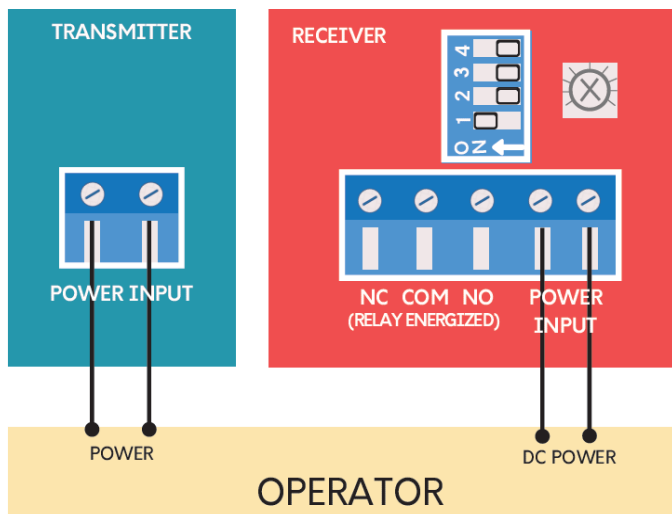 TRANSMITTER
POWER INPUT
RECEIVER
4
3
2
1
ON
NC COM NO
(RELAY ENERGIZED)
POWER
INPUT
POWER
DC POWER
OPERATOR